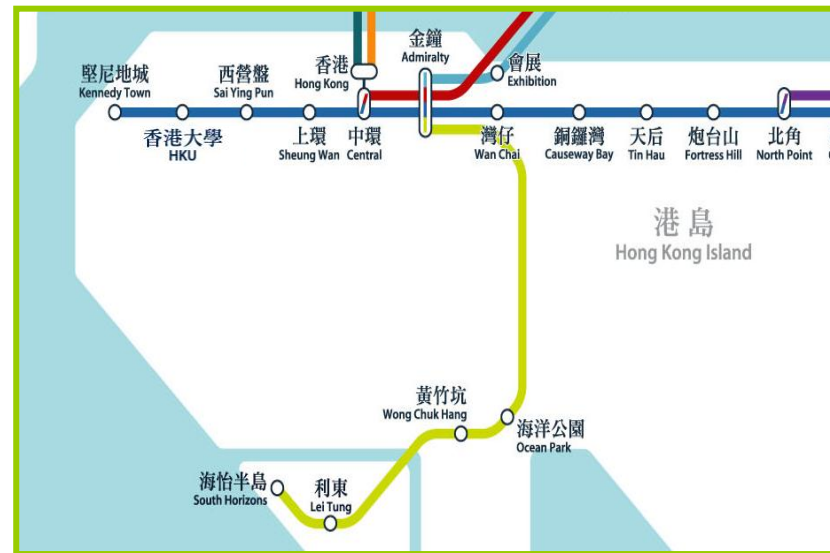 金鐘
Admiralty
香港
Hong Kong
會展
Exhibition
堅尼地城
Kennedy Town
西營盤
Sai Ying Pun
香港大學
HKU
上環
Sheung Wan
中環
Central
灣仔
Wan Chai
銅鑼灣
Causeway Bay
天后
Tin Hau
炮台山
Fortress Hill
北角
North Point
港島
Hong Kong Island
黃竹坑
Wong Chuk Hang
海洋公園
Ocean Park
海怡半島
South Horizons
利東
Lei Tung